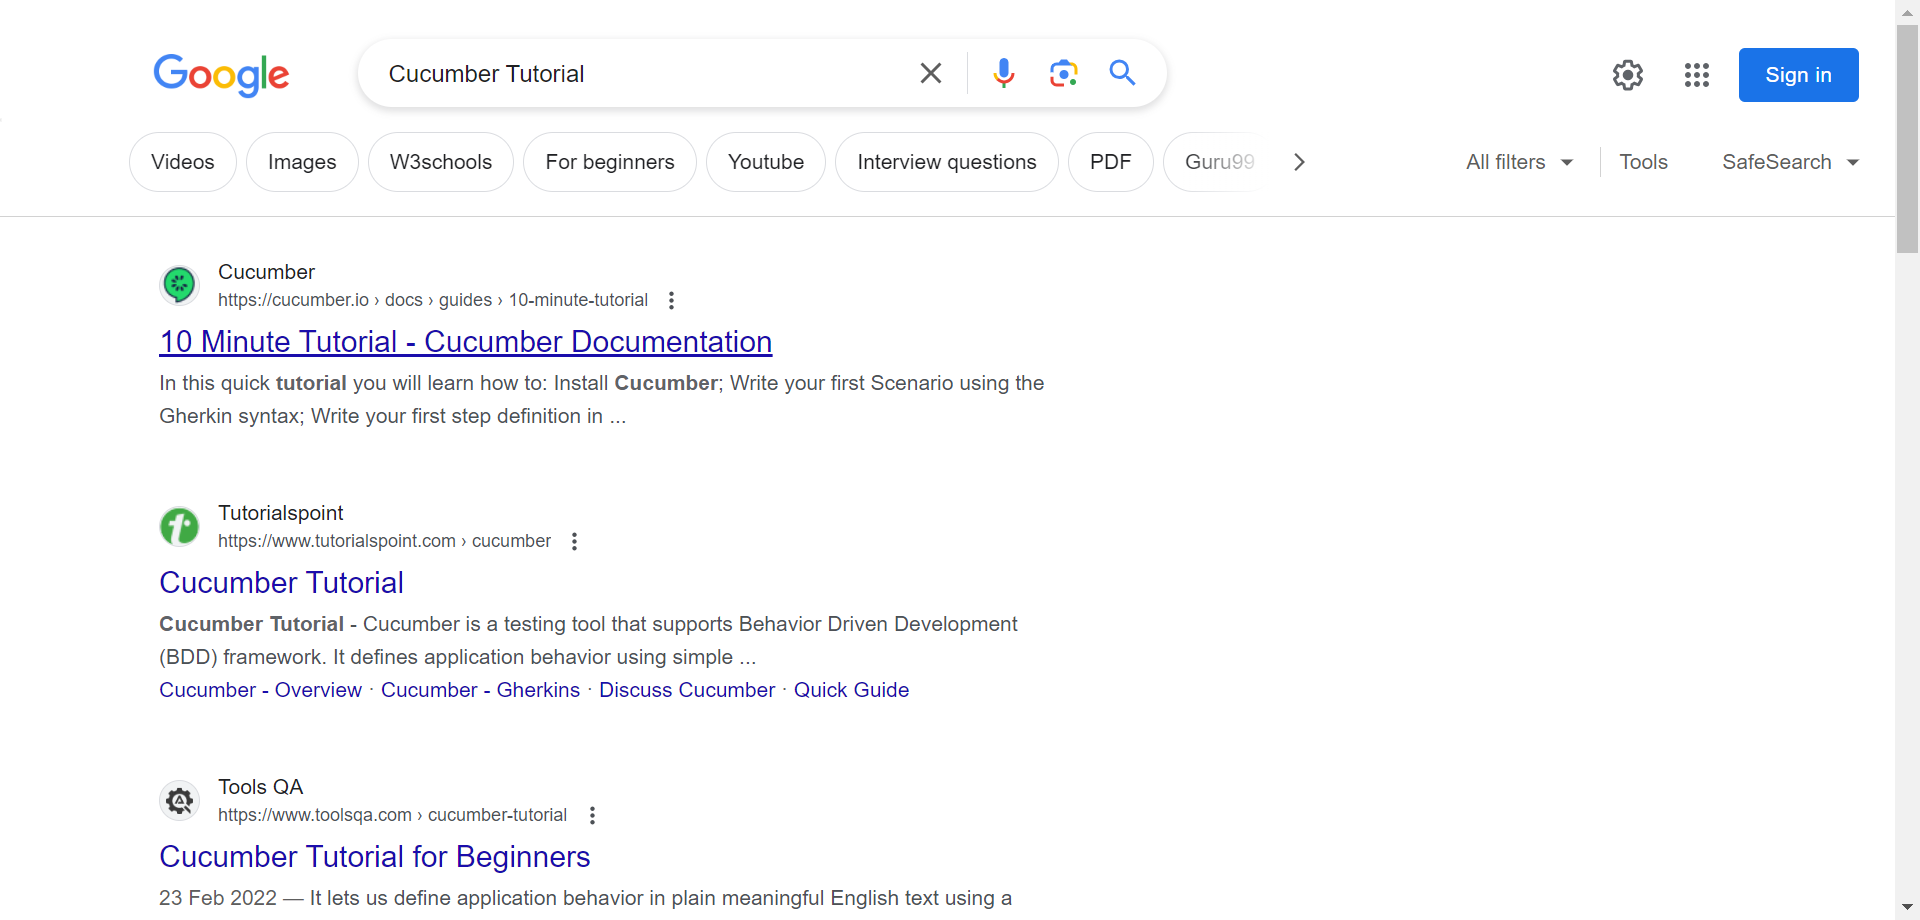 Google
Cucumber Tutorial
Sign in
Videos
Images
W3schools
For beginners
Youtube
Interview questions
PDF
Guru99
All filters
Tools
SafeSearch
Cucumber
https://cucumber.io › docs › guides › 10-minute-tutorial
10 Minute Tutorial - Cucumber Documentation
In this quick tutorial you will learn how to: Install Cucumber; Write your first Scenario using the
Gherkin syntax; Write your first step definition in ...
Tutorialspoint
https://www.tutorialspoint.com › cucumber
Cucumber Tutorial
Cucumber Tutorial - Cucumber is a testing tool that supports Behavior Driven Development
(BDD) framework. It defines application behavior using simple ...
Cucumber - Overview · Cucumber - Gherkins · Discuss Cucumber · Quick Guide
Tools QA
https://www.toolsqa.com › cucumber-tutorial
Cucumber Tutorial for Beginners
23 Feb 2022 — It lets us define application behavior in plain meaningful English text using a